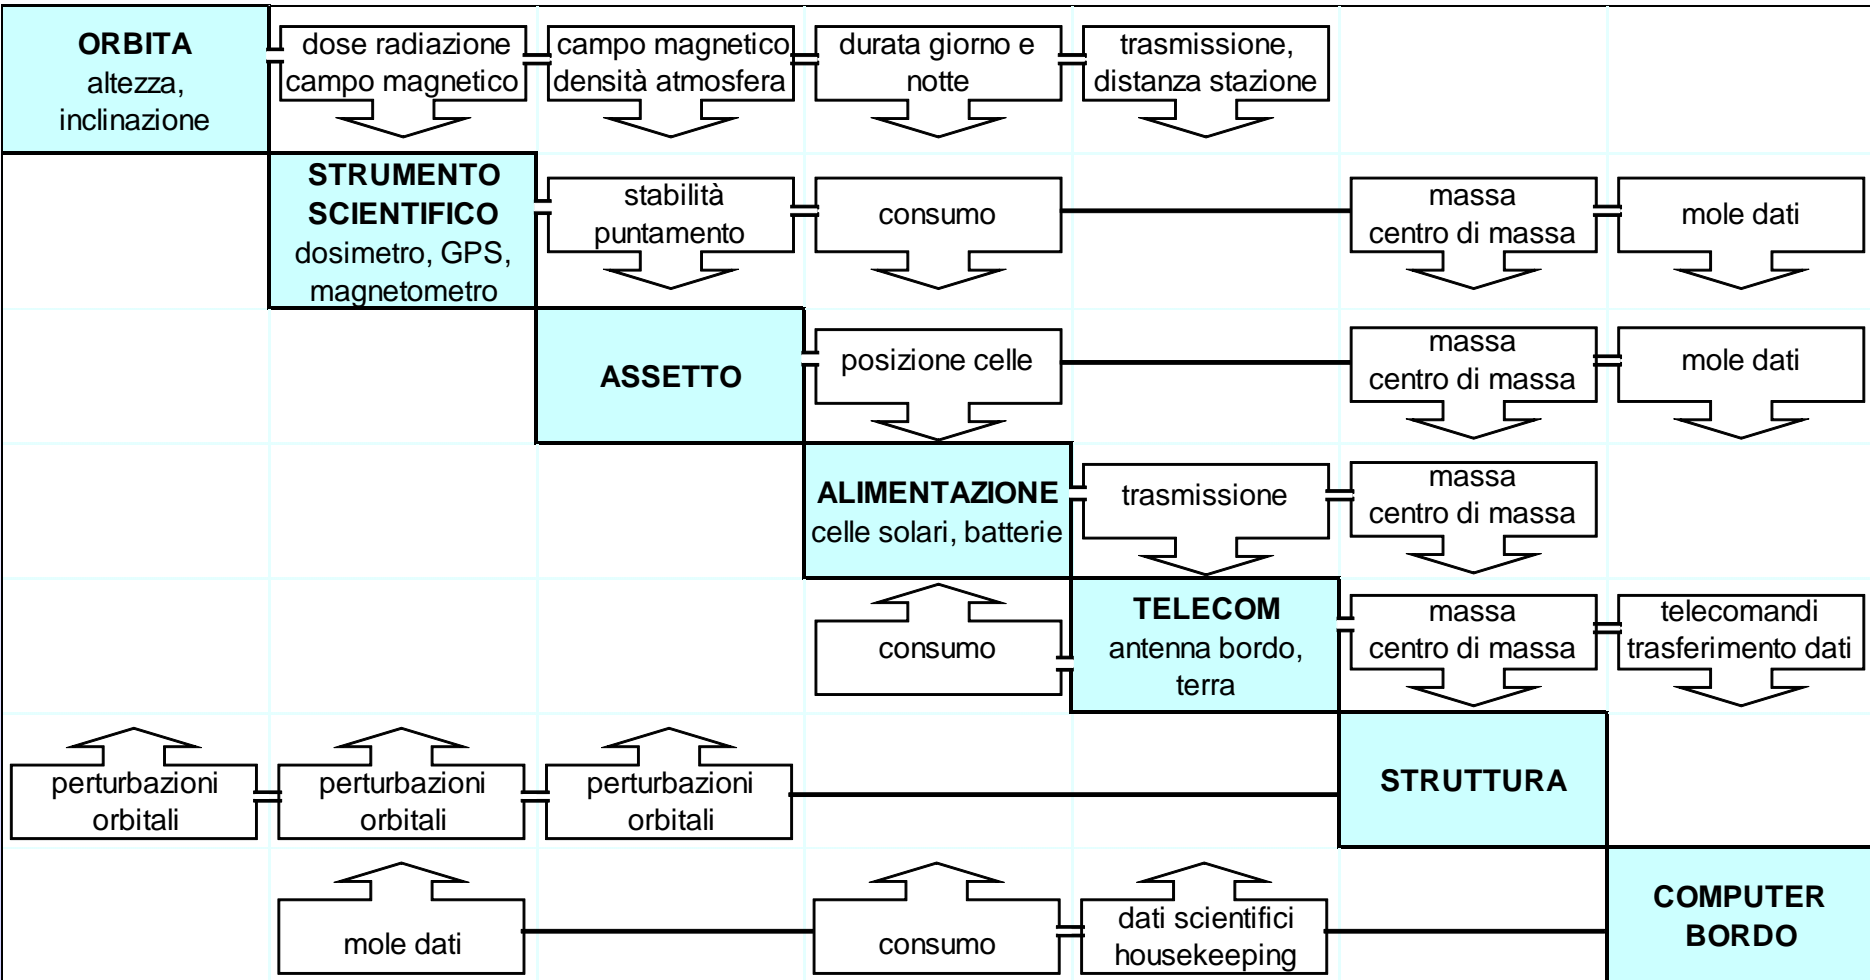 ORBITA
altezza,
inclinazione
dose radiazione
campo magnetico
campo magnetico
densità atmosfera
durata giorno e
notte
trasmissione,
distanza stazione
STRUMENTO
SCIENTIFICO
dosimetro, GPS,
magnetometro
stabilità
puntamento
consumo
massa
centro di massa
mole dati
ASSETTO
posizione celle
massa
centro di massa
mole dati
ALIMENTAZIONE
celle solari, batterie
trasmissione
massa
centro di massa
consumo
TELECOM
antenna bordo,
terra
massa
centro di massa
telecomandi
trasferimento dati
perturbazioni
orbitali
perturbazioni
orbitali
perturbazioni
orbitali
STRUTTURA
mole dati
consumo
dati scientifici
housekeeping
COMPUTER
BORDO